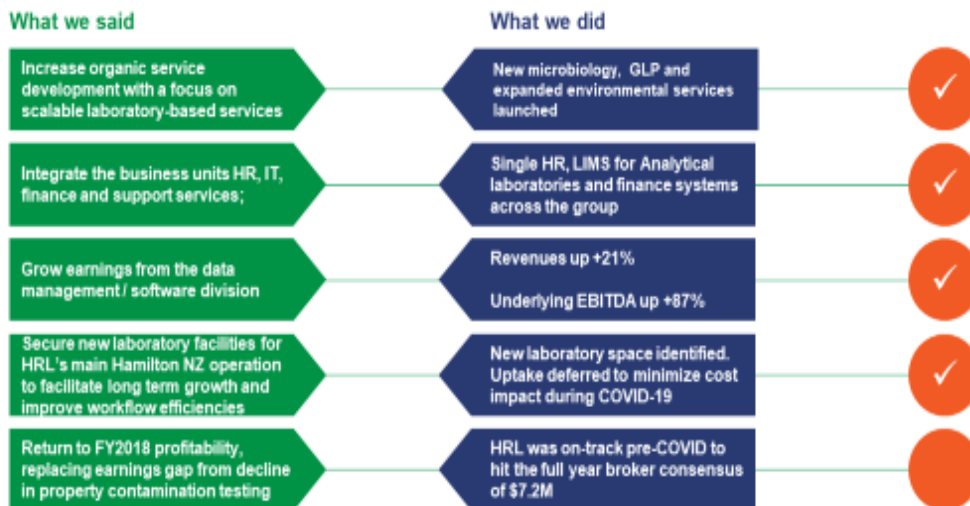 What we said
What we did
Increase organic service
development with a focus on
scalable laboratory-based services
New microbiology, GLP and
expanded environmental services
launched
Integrate the business units HR, IT,
finance and support services;
Single HR, LIMS for Analytical
laboratories and finance systems
across the group
Grow earnings from the data
management / software division
Revenues up +21%
Underlying EBITDA up +87%
Secure new laboratory facilities for
HRL's main Hamilton NZ operation
to facilitate long term growth and
improve workflow efficiencies
New laboratory space identified.
Uptake deferred to minimize cost
impact during COVID-19
Return to FY2018 profitability,
replacing earnings gap from decline
in property contamination testing
HRL was on-track pre-COVID to
hit the full year broker consensus
of $7.2M